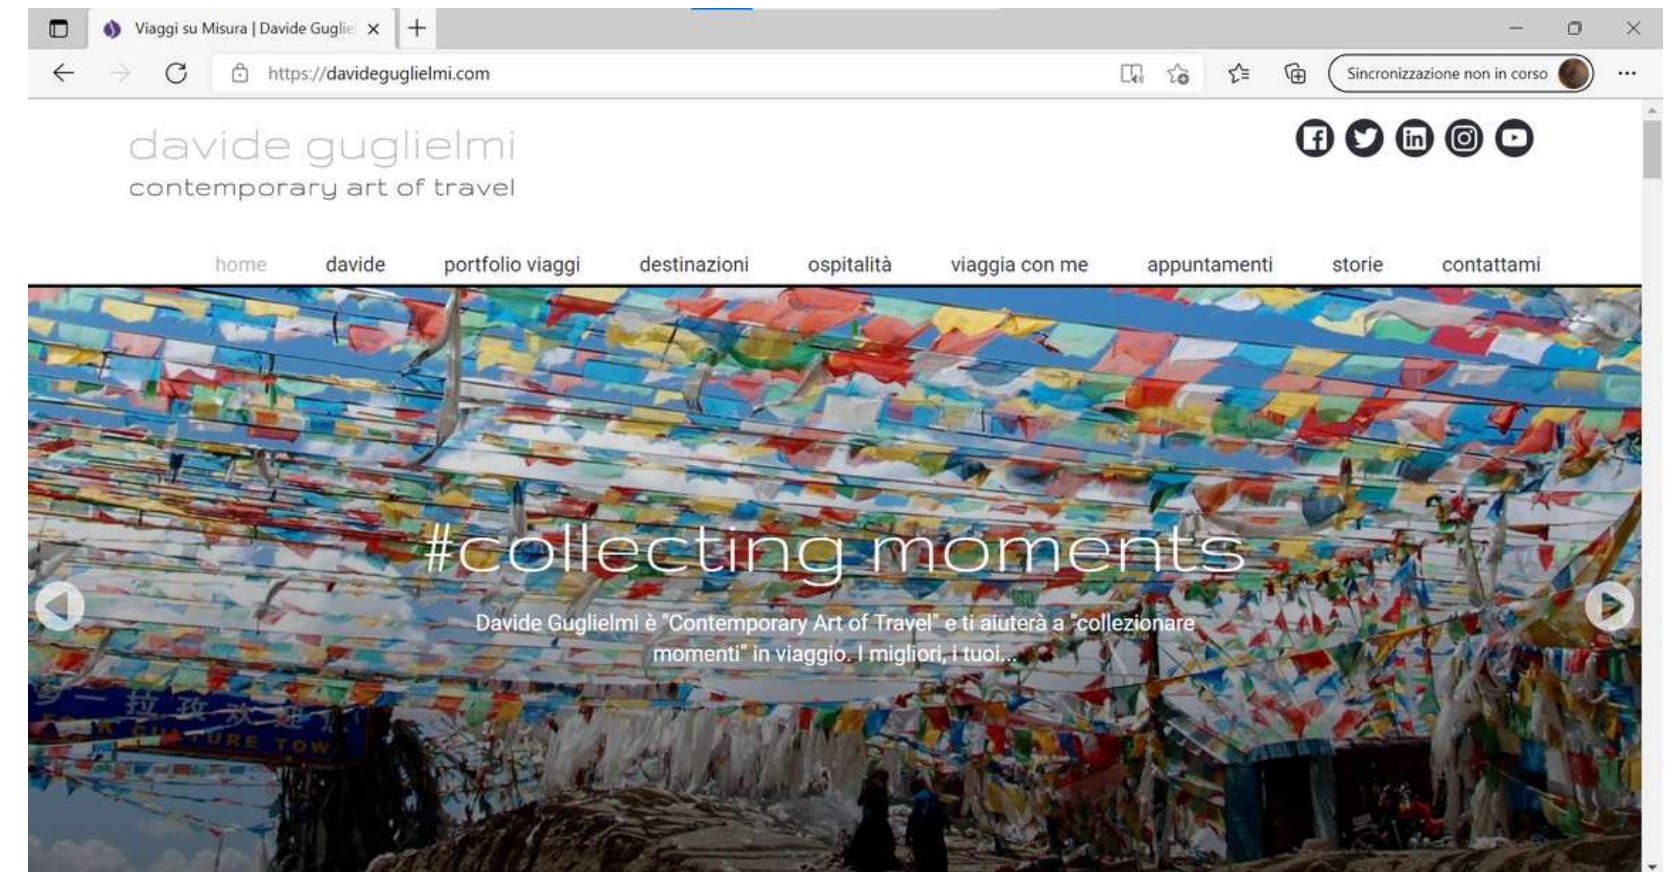 Viaggi su Misura | Davide Guglie
https://davideguglielmi.com
Sincronizzazione non in corso
davide guglielmi
contemporary art of travel
home davide portfolio viaggi destinazioni ospitalità viaggia con me appuntamenti storie contattami
#collecting moments
Davide Guglielmi è "Contemporary Art of Travel" e ti aiuterà a "collezionare
momenti" in viaggio. I migliori, i tuoi...